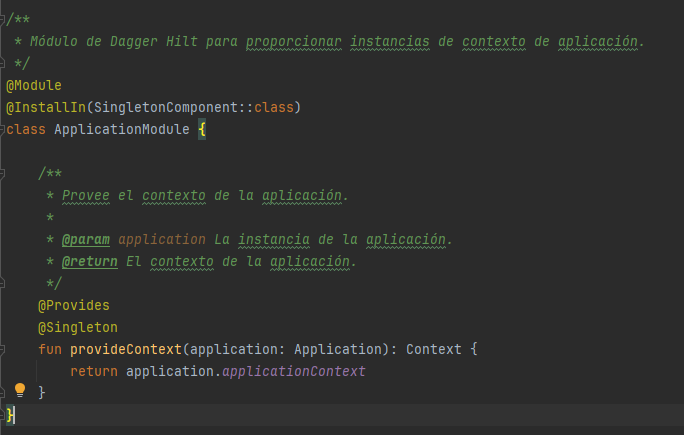 /**
 * Módulo de Dagger Hilt para proporcionar instancias de contexto de aplicación.
 */
@Module
@InstallIn(SingletonComponent::class)
class ApplicationModule {
    /**
     * Provee el contexto de la aplicación.
     *
     * @param application La instancia de la aplicación.
     * @return El contexto de la aplicación.
     */
    @Provides
    @Singleton
    fun provideContext(application: Application): Context {
        return application.applicationContext
    }
}